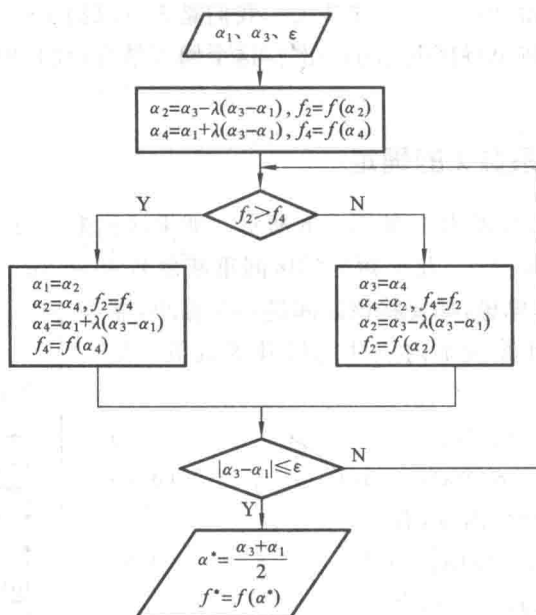 α₁、α₃、ε
α₂=α₃-λ(α₃-α₁), f₂=f(α₂)
α₄=α₁+λ(α₃-α₁), f₄=f(α₄)
Y
f₂>f₄
N
α₁=α₂
α₂=α₄, f₂=f₄
α₄=α₁+λ(α₃-α₁)
f₄=f(α₄)
α₃=α₄
α₄=α₂, f₄=f₂
α₂=α₃-λ(α₃-α₁)
f₂=f(α₂)
|α₃-α₁|≤ε
N
Y
α*=(α₃+α₁)/2
f*=f(α*)